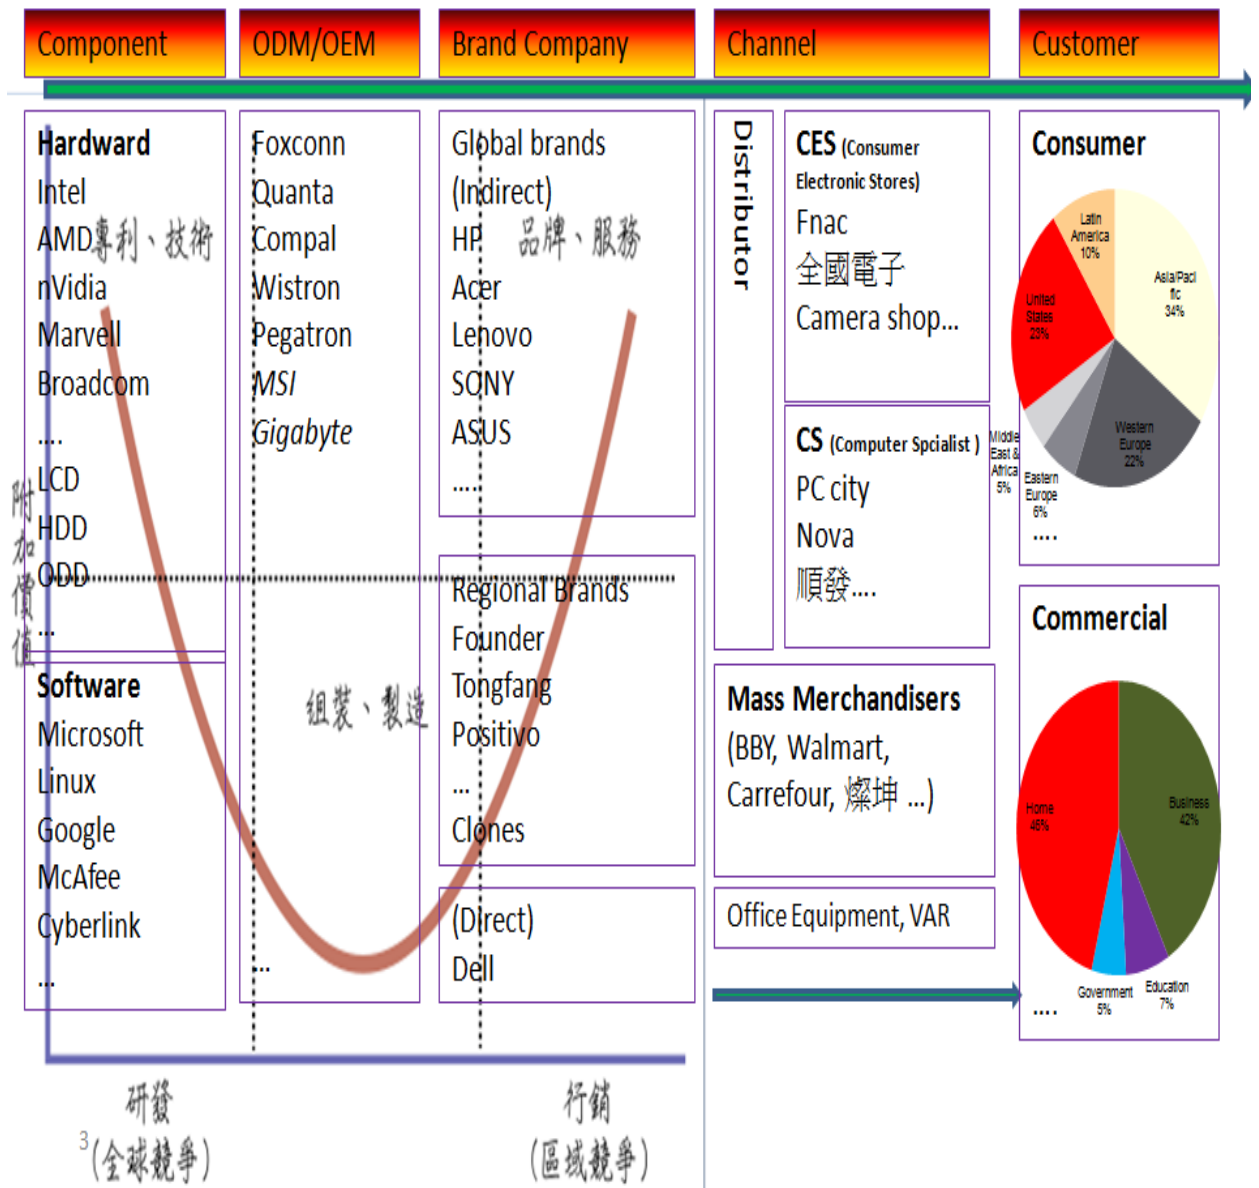 Component
ODM/OEM
Brand Company
Channel
Customer
Hardward
Intel
AMD
nVidia
Marvell
Broadcom
....
LCD
HDD
ODD
...
專利、技術
附加價值
Software
Microsoft
Linux
Google
McAfee
Cyberlink
...
Foxconn
Quanta
Compal
Wistron
Pegatron
MSI
Gigabyte
...
組裝、製造
Global brands
(Indirect)
HP
Acer
Lenovo
SONY
ASUS
....
品牌、服務
Regional Brands
Founder
Tongfang
Positivo
...
Clones
(Direct)
Dell
Distributor
CES (Consumer
Electronic Stores)
Fnac
全國電子
Camera shop...
CS (Computer Spcialist )
PC city
Nova
順發....
Mass Merchandisers
(BBY, Walmart,
Carrefour, 燦坤 ...)
Office Equipment, VAR
Consumer
Latin
America
10%
Asia/Paci
fic
34%
United
States
23%
Western
Europe
22%
Middle
East &
Africa
5%
Eastern
Europe
6%
....
Commercial
Home
46%
Business
42%
Government
5%
Education
7%
....
研發
(全球競爭)
行銷
(區域競爭)
3